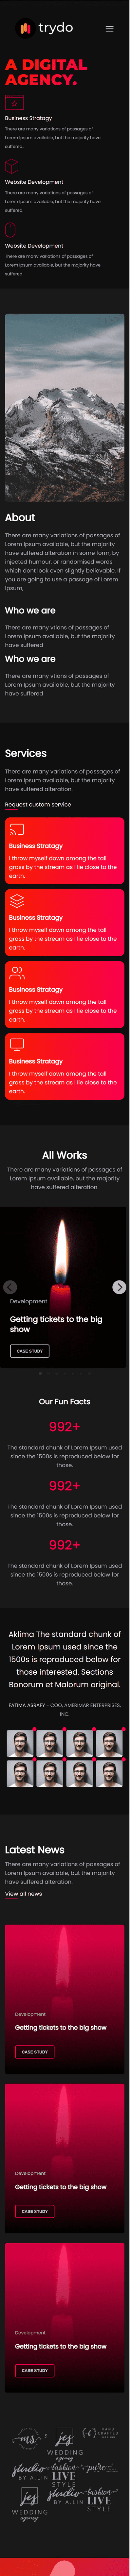 trydo
A DIGITAL
AGENCY.
Business Stratagy
There are many variations of passages of
Lorem Ipsum available, but the majority have
suffered.
Website Development
There are many variations of passages of
Lorem Ipsum available, but the majority have
suffered.
Website Development
There are many variations of passages of
Lorem Ipsum available, but the majority have
suffered.
About
There are many variations of passages of
Lorem Ipsum available, but the majority
have suffered alteration in some form, by
injected humour, or randomised words
which dont look even slightly believable. If
you are going to use a passage of Lorem
Ipsum,
Who we are
There are many vtions of passages of
Lorem Ipsum available, but the majority
have suffered
Who we are
There are many vtions of passages of
Lorem Ipsum available, but the majority
have suffered
Services
There are many variations of passages of
Lorem Ipsum available, but the majority
have suffered alteration.
Request custom service
Business Stratagy
I throw myself down among the tall
grass by the stream as I lie close to the
earth.
Business Stratagy
I throw myself down among the tall
grass by the stream as I lie close to the
earth.
Business Stratagy
I throw myself down among the tall
grass by the stream as I lie close to the
earth.
Business Stratagy
I throw myself down among the tall
grass by the stream as I lie close to the
earth.
All Works
There are many variations of passages of
Lorem Ipsum available, but the majority
have suffered alteration.
Development
Getting tickets to the big
show
CASE STUDY
Our Fun Facts
992+
The standard chunk of Lorem Ipsum used
since the 1500s is reproduced below for
those.
992+
The standard chunk of Lorem Ipsum used
since the 1500s is reproduced below for
those.
992+
The standard chunk of Lorem Ipsum used
since the 1500s is reproduced below for
those.
Aklima The standard chunk of
Lorem Ipsum used since the
1500s is reproduced below for
those interested. Sections
Bonorum et Malorum original.
FATIMA ASRAFY - COO, AMERIMAR ENTERPRISES,
INC.
Latest News
There are many variations of passages of
Lorem Ipsum available, but the majority
have suffered alteration.
View all news
Development
Getting tickets to the big show
CASE STUDY
Development
Getting tickets to the big show
CASE STUDY
Development
Getting tickets to the big show
CASE STUDY
ms
jes
WEDDING
agency
HAND
CRAFTED
studio
BY A.LIN
fashion
LIVE
STYLE
pure
jes
WEDDING
agency
studio
BY A.LIN
fashion
LIVE
STYLE